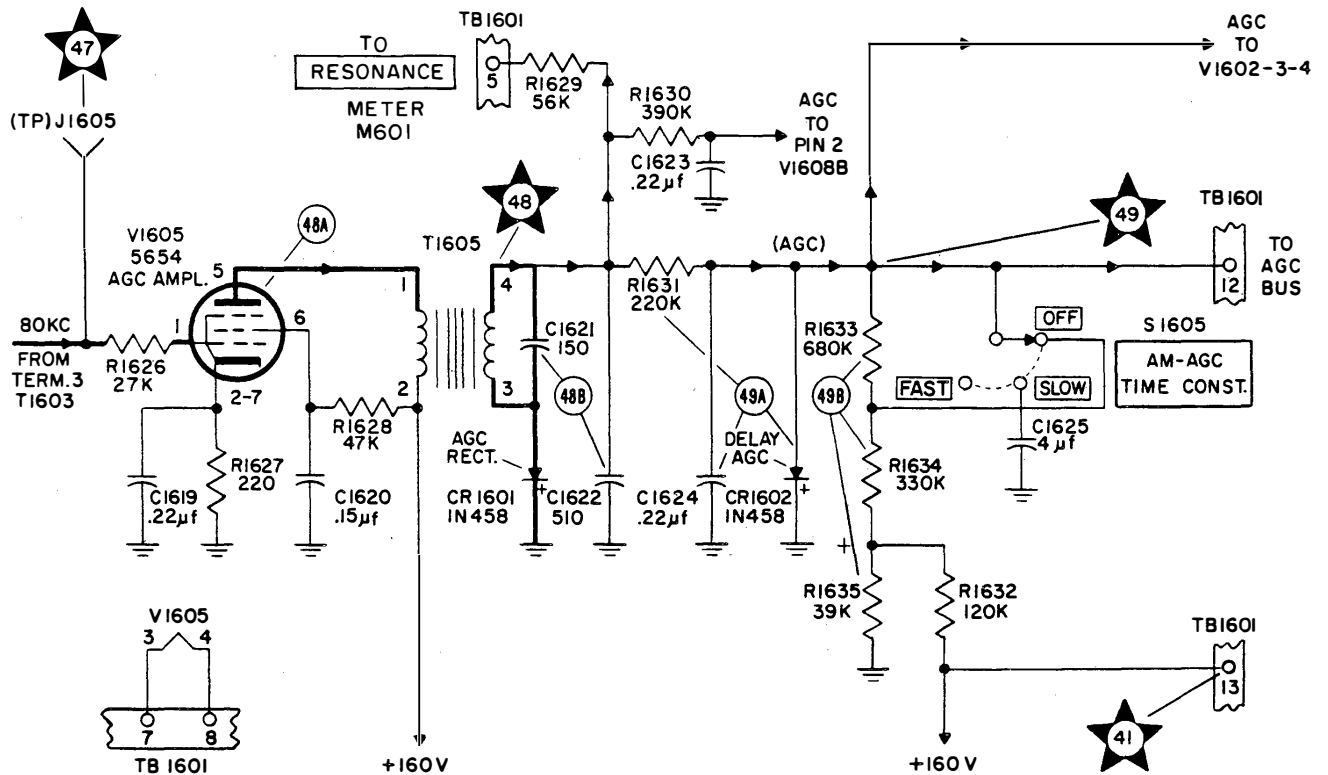 47
(TP) J1605
TO
RESONANCE
METER
M601
TB1601
5
R1629
56K
R1630
390K
C1623
.22µf
AGC
TO
PIN 2
V1608B
AGC
TO
V1602-3-4
48
49
TB1601
12
TO
AGC
BUS
V1605
5654
AGC AMPL.
5
48A
T1605
1
4
(AGC)
80KC
FROM
TERM.3
T1603
R1626
27K
1
6
2-7
2
3
C1621
150
48B
R1631
220K
49A
R1633
680K
49B
OFF
FAST
SLOW
S1605
AM-AGC
TIME CONST.
C1625
4µf
R1628
47K
C1619
.22µf
R1627
220
C1620
.15µf
AGC
RECT.
CR1601
1N458
+
C1622
510
C1624
.22µf
DELAY
AGC
CR1602
1N458
+
R1634
330K
+
R1635
39K
R1632
120K
TB1601
13
41
V1605
3 4
7 8
TB 1601
+160V
+160V